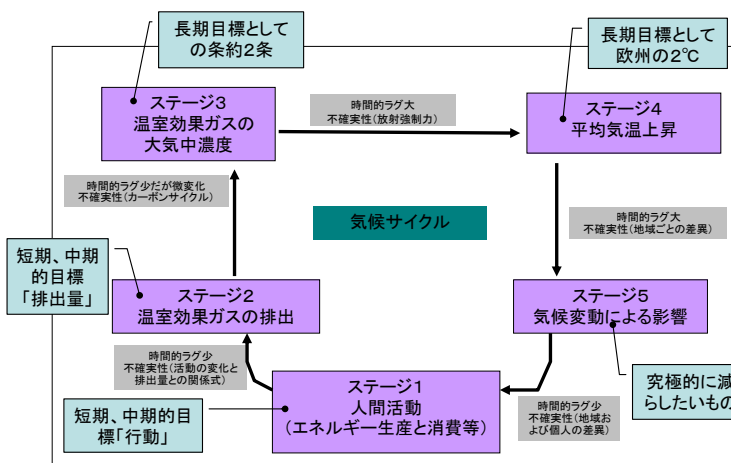 長期目標として
の条約2条
長期目標として
欧州の2℃
ステージ3
温室効果ガスの
大気中濃度
時間的ラグ大
不確実性(放射強制力)
ステージ4
平均気温上昇
時間的ラグ少だが微変化
不確実性(カーボンサイクル)
気候サイクル
時間的ラグ大
不確実性(地域ごとの差異)
短期、中期
的目標
「排出量」
ステージ2
温室効果ガスの排出
ステージ5
気候変動による影響
時間的ラグ少
不確実性(活動の変化と
排出量との関係式)
ステージ1
人間活動
(エネルギー生産と消費等)
時間的ラグ少
不確実性(地域お
よび個人の差異)
究極的に減
らしたいもの
短期、中期的目
標「行動」